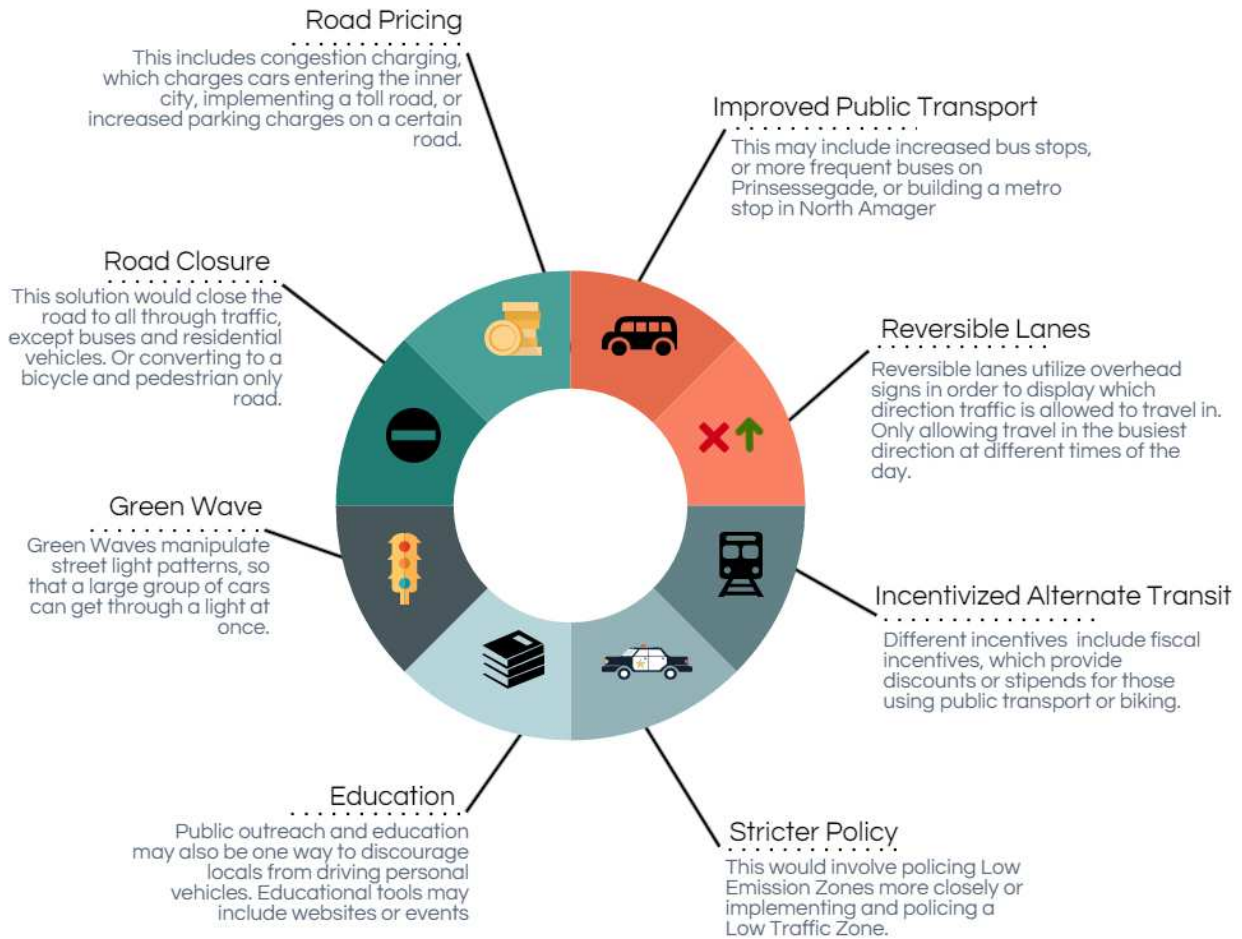 Road Pricing
This includes congestion charging,
which charges cars entering the inner
city, implementing a toll road, or
increased parking charges on a certain
road.
Improved Public Transport
This may include increased bus stops,
or more frequent buses on
Prinsessegade, or building a metro
stop in North Amager
Road Closure
This solution would close the
road to all through traffic,
except buses and residential
vehicles. Or converting to a
bicycle and pedestrian only
road.
Reversible Lanes
Reversible lanes utilize overhead
signs in order to display which
direction traffic is allowed to travel in.
Only allowing travel in the busiest
direction at different times of the
day.
Green Wave
Green Waves manipulate
street light patterns, so
that a large group of cars
can get through a light at
once.
Incentivized Alternate Transit
Different incentives include fiscal
incentives, which provide
discounts or stipends for those
using public transport or biking.
Education
Public outreach and education
may also be one way to discourage
locals from driving personal
vehicles. Educational tools may
include websites or events
Stricter Policy
This would involve policing Low
Emission Zones more closely or
implementing and policing a
Low Traffic Zone.